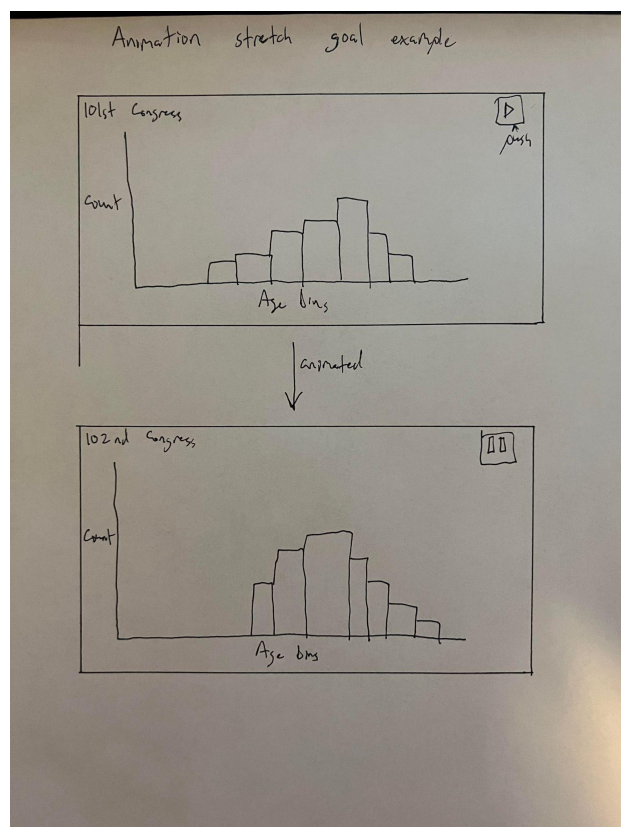 Animation stretch goal example
101st Congress
push
Count
Age bins
animated
102nd Congress
Count
Age bins